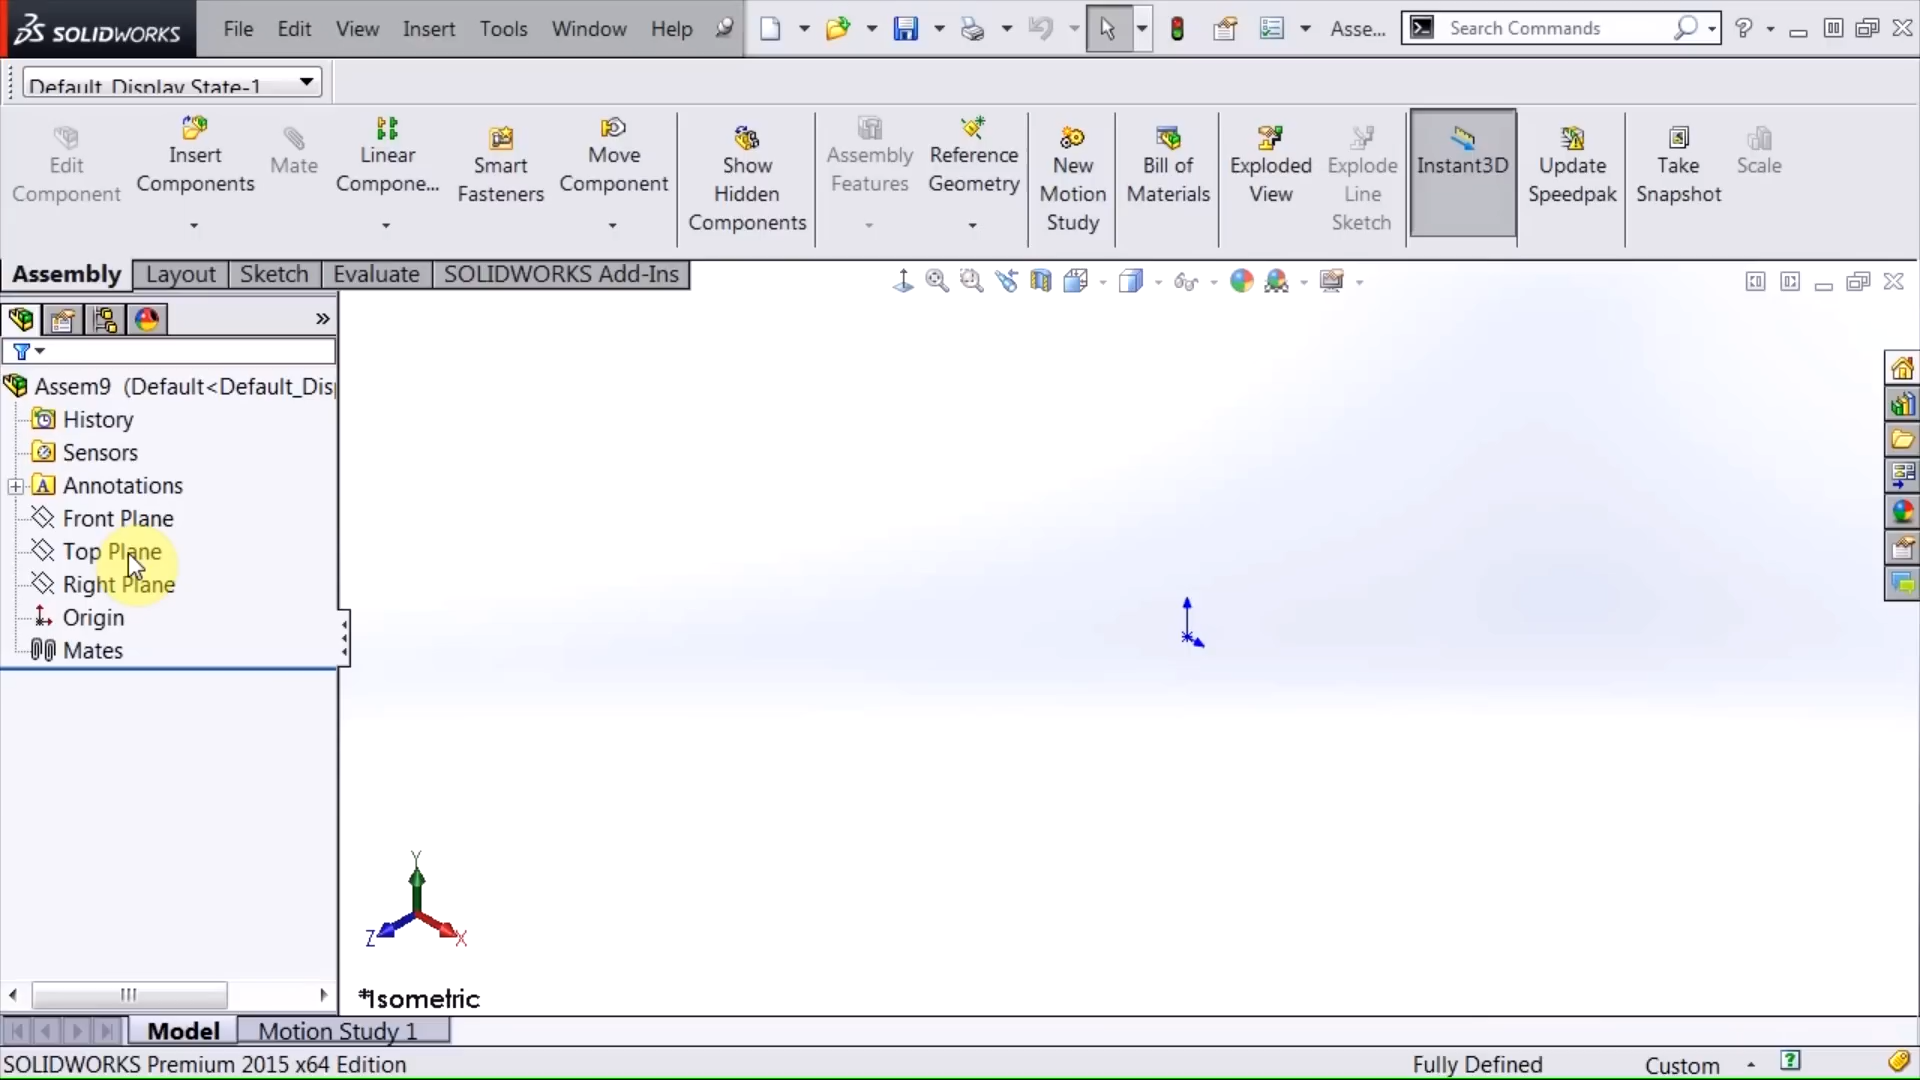 SOLIDWORKS File Edit View Insert Tools Window Help Asse... Search Commands ?
Default_Display State-1
Edit Component
Insert Components
Mate
Linear Compone...
Smart Fasteners
Move Component
Show Hidden Components
Assembly Features
Reference Geometry
New Motion Study
Bill of Materials
Exploded View
Explode Line Sketch
Instant3D
Update Speedpak
Take Snapshot
Scale
Assembly Layout Sketch Evaluate SOLIDWORKS Add-Ins
»
Assem9 (Default<Default_Dis
History
Sensors
Annotations
Front Plane
Top Plane
Right Plane
Origin
Mates
Y
Z X
*Isometric
Model Motion Study 1
SOLIDWORKS Premium 2015 x64 Edition Fully Defined Custom ?